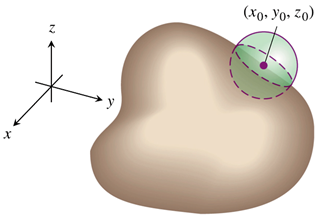 (x₀, y₀, z₀)
z
y
x